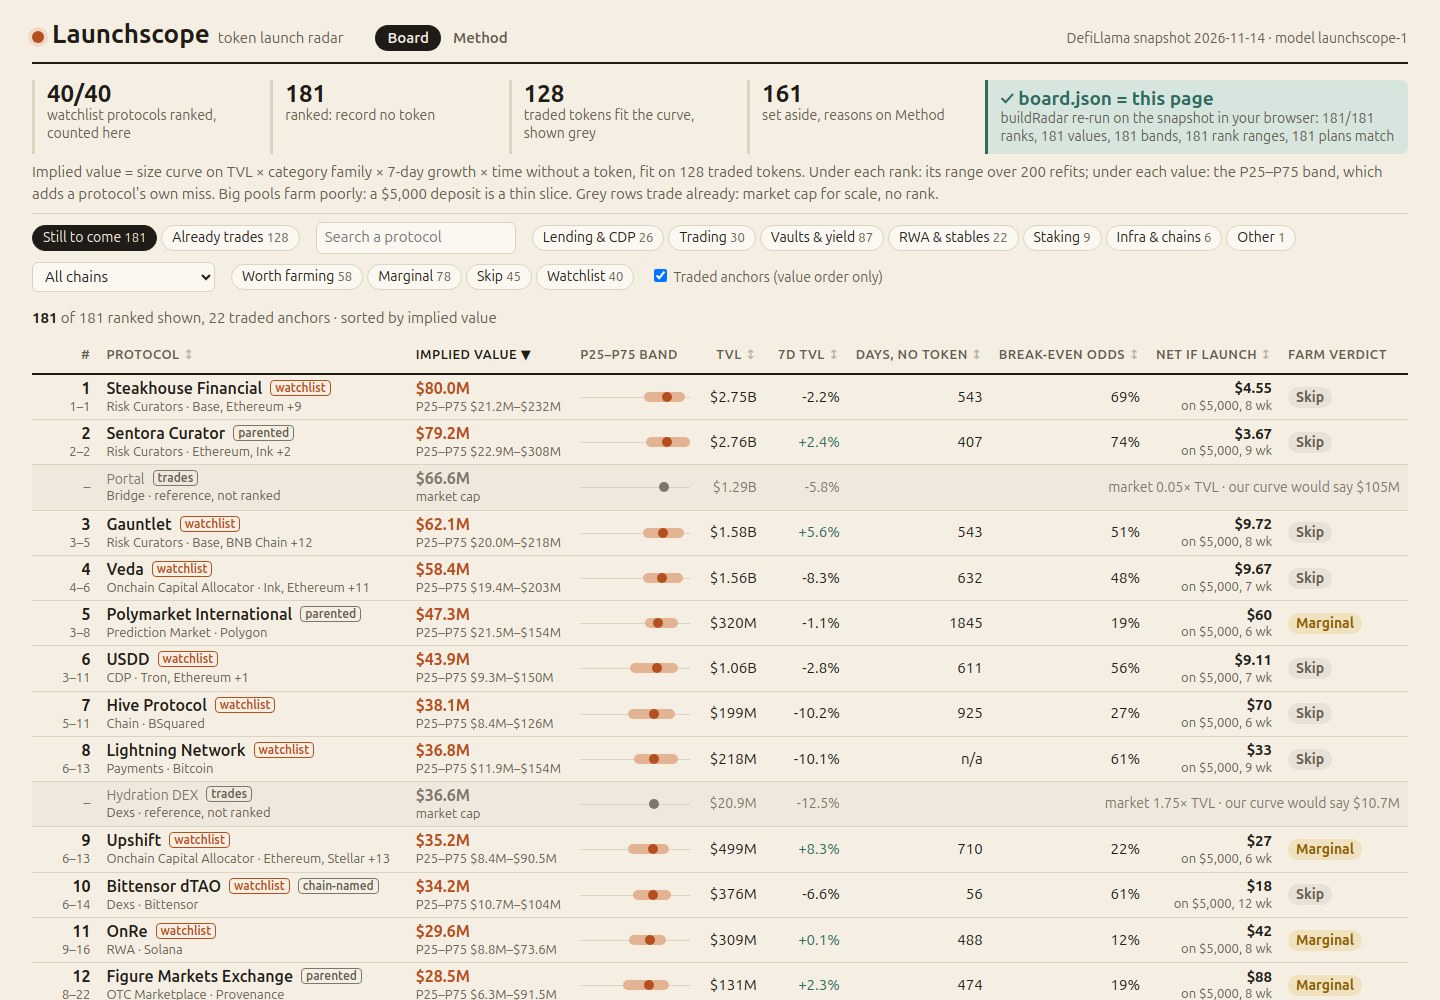 Launchscope token launch radar Board Method DefiLlama snapshot 2026-11-14 · model launchscope-1
40/40
watchlist protocols ranked,
counted here
181
ranked: record no token
128
traded tokens fit the curve,
shown grey
161
set aside, reasons on Method
✓ board.json = this page
buildRadar re-run on the snapshot in your browser: 181/181
ranks, 181 values, 181 bands, 181 rank ranges, 181 plans match
Implied value = size curve on TVL × category family × 7-day growth × time without a token, fit on 128 traded tokens. Under each rank: its range over 200 refits; under each value: the P25–P75 band, which
adds a protocol's own miss. Big pools farm poorly: a $5,000 deposit is a thin slice. Grey rows trade already: market cap for scale, no rank.
Still to come 181 Already trades 128 Search a protocol Lending & CDP 26 Trading 30 Vaults & yield 87 RWA & stables 22 Staking 9 Infra & chains 6 Other 1
All chains Worth farming 58 Marginal 78 Skip 45 Watchlist 40 Traded anchors (value order only)
181 of 181 ranked shown, 22 traded anchors · sorted by implied value
# PROTOCOL ↕ IMPLIED VALUE ▼ P25–P75 BAND TVL ↕ 7D TVL ↕ DAYS, NO TOKEN ↕ BREAK-EVEN ODDS ↕ NET IF LAUNCH ↕ FARM VERDICT
1 Steakhouse Financial watchlist $80.0M $2.75B -2.2% 543 69% $4.55 Skip
1–1 Risk Curators · Base, Ethereum +9 P25–P75 $21.2M–$232M on $5,000, 8 wk
2 Sentora Curator parented $79.2M $2.76B +2.4% 407 74% $3.67 Skip
2–2 Risk Curators · Ethereum, Ink +2 P25–P75 $22.9M–$308M on $5,000, 9 wk
– Portal trades $66.6M $1.29B -5.8% market 0.05× TVL · our curve would say $105M
Bridge · reference, not ranked market cap
3 Gauntlet watchlist $62.1M $1.58B +5.6% 543 51% $9.72 Skip
3–5 Risk Curators · Base, BNB Chain +12 P25–P75 $20.0M–$218M on $5,000, 8 wk
4 Veda watchlist $58.4M $1.56B -8.3% 632 48% $9.67 Skip
4–6 Onchain Capital Allocator · Ink, Ethereum +11 P25–P75 $19.4M–$203M on $5,000, 7 wk
5 Polymarket International parented $47.3M $320M -1.1% 1845 19% $60 Marginal
3–8 Prediction Market · Polygon P25–P75 $21.5M–$154M on $5,000, 6 wk
6 USDD watchlist $43.9M $1.06B -2.8% 611 56% $9.11 Skip
3–11 CDP · Tron, Ethereum +1 P25–P75 $9.3M–$150M on $5,000, 7 wk
7 Hive Protocol watchlist $38.1M $199M -10.2% 925 27% $70 Skip
5–11 Chain · BSquared P25–P75 $8.4M–$126M on $5,000, 6 wk
8 Lightning Network watchlist $36.8M $218M -10.1% n/a 61% $33 Skip
6–13 Payments · Bitcoin P25–P75 $11.9M–$154M on $5,000, 9 wk
– Hydration DEX trades $36.6M $20.9M -12.5% market 1.75× TVL · our curve would say $10.7M
Dexs · reference, not ranked market cap
9 Upshift watchlist $35.2M $499M +8.3% 710 22% $27 Marginal
6–13 Onchain Capital Allocator · Ethereum, Stellar +13 P25–P75 $8.4M–$90.5M on $5,000, 6 wk
10 Bittensor dTAO watchlist chain-named $34.2M $376M -6.6% 56 61% $18 Skip
6–14 Dexs · Bittensor P25–P75 $10.7M–$104M on $5,000, 12 wk
11 OnRe watchlist $29.6M $309M +0.1% 488 12% $42 Marginal
9–16 RWA · Solana P25–P75 $8.8M–$73.6M on $5,000, 8 wk
12 Figure Markets Exchange parented $28.5M $131M +2.3% 474 19% $88 Marginal
8–22 OTC Marketplace · Provenance P25–P75 $6.3M–$91.5M on $5,000, 8 wk